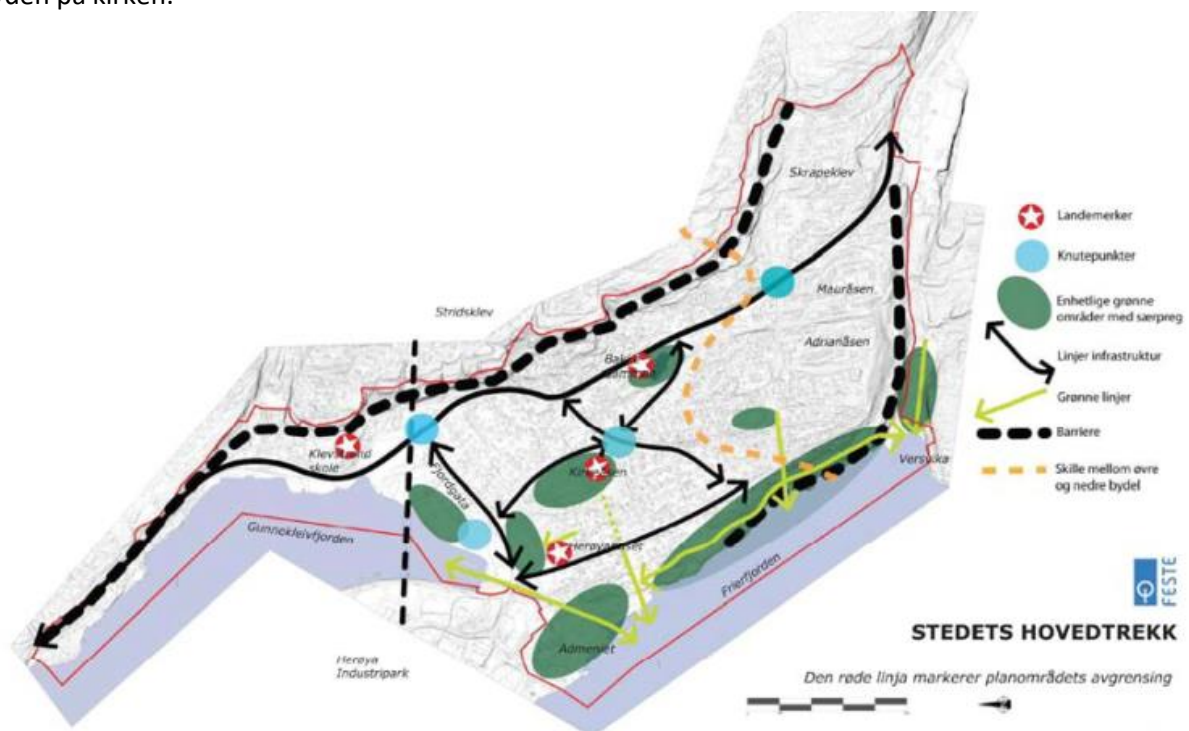 på kirken.
Skrapeklev
Landemerker
Knutepunkter
Stridsklev
Mauråsen
Enhetlige grønne
områder med særpreg
Adrianåsen
Linjer infrastruktur
Grønne linjer
Barriere
skole
Fjordgata
Versvika
Skille mellom øvre
og nedre bydel
Gunnekleivfjorden
Frierfjorden
FESTE
STEDETS HOVEDTREKK
Admeniet
Herøya
Industripark
Den røde linja markerer planområdets avgrensing